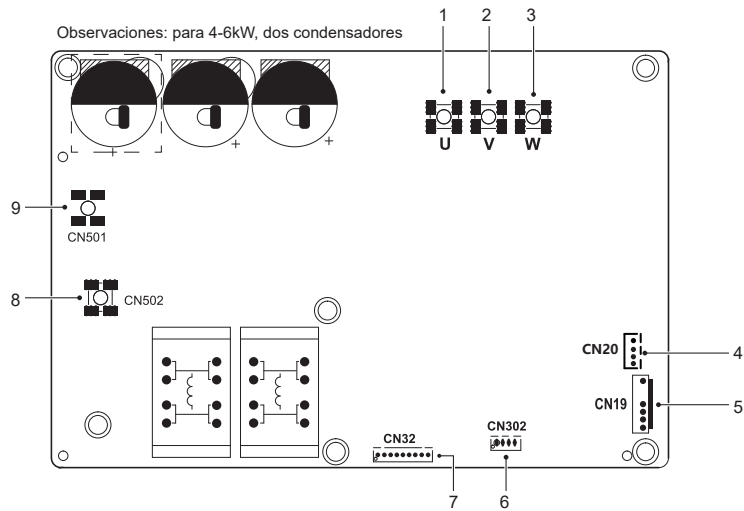 1 2 3
Observaciones: para 4-6kW, dos condensadores
+ + +
U V W
9
CN501
8 CN502
CN20 4
CN19 5
CN32 CN302
7 6